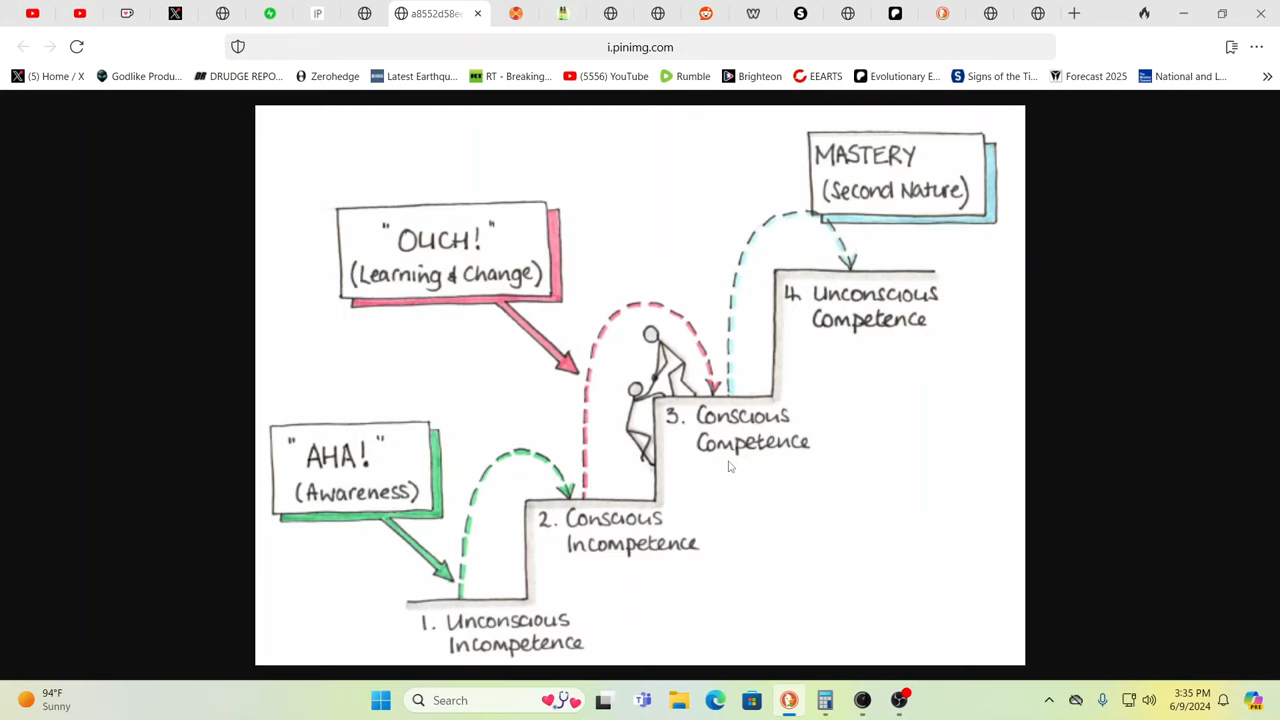 IP
a8552d58e
i.pinimg.com
(5) Home / X
Godlike Produ...
DRUDGE REPO...
Zerohedge
Latest Earthqu...
RT - Breaking...
(5556) YouTube
Rumble
Brighteon
EEARTS
Evolutionary E...
Signs of the Ti...
Forecast 2025
National and L...
MASTERY
(Second Nature)
"OUCH!"
(Learning & Change)
4. Unconscious
Competence
3. Conscious
Competence
"AHA!"
(Awareness)
2. Conscious
Incompetence
1. Unconscious
Incompetence
94°F
Sunny
Search
3:35 PM
6/9/2024